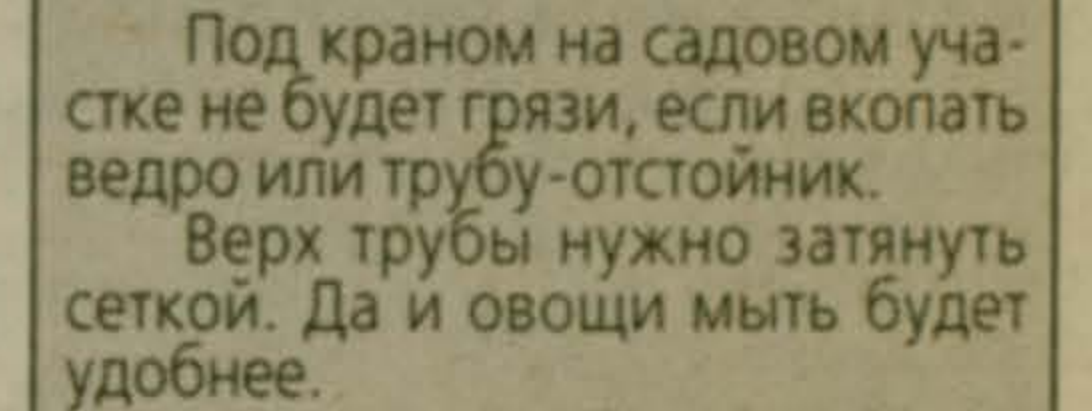 Под краном на садовом уча-
стке не будет грязи, если вкопать
ведро или трубу-отстойник.
Верх трубы нужно затянуть
сеткой. Да и овощи мыть будет
удобнее.